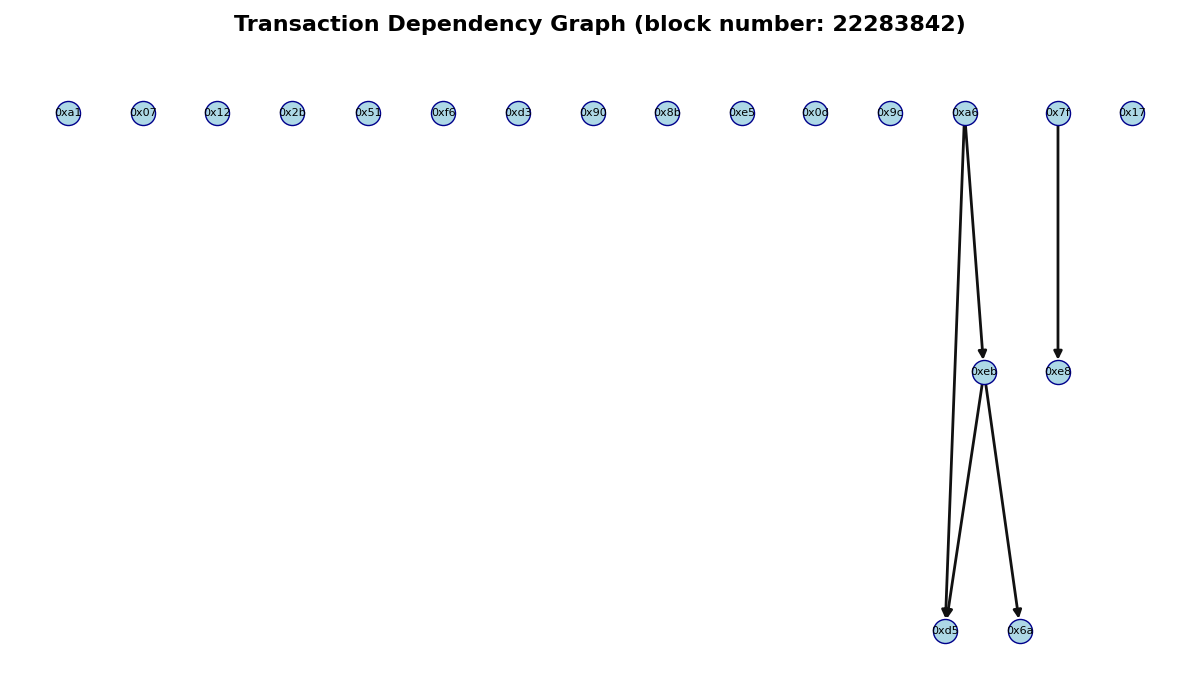 Transaction Dependency Graph (block number: 22283842)
0xa1 0x07 0x12 0x2b 0x51 0xf6 0xd3 0x90 0x8b 0xe5 0x0d 0x9c 0xa6 0x7f 0x17
0xeb 0xe8
0xd5 0x6a